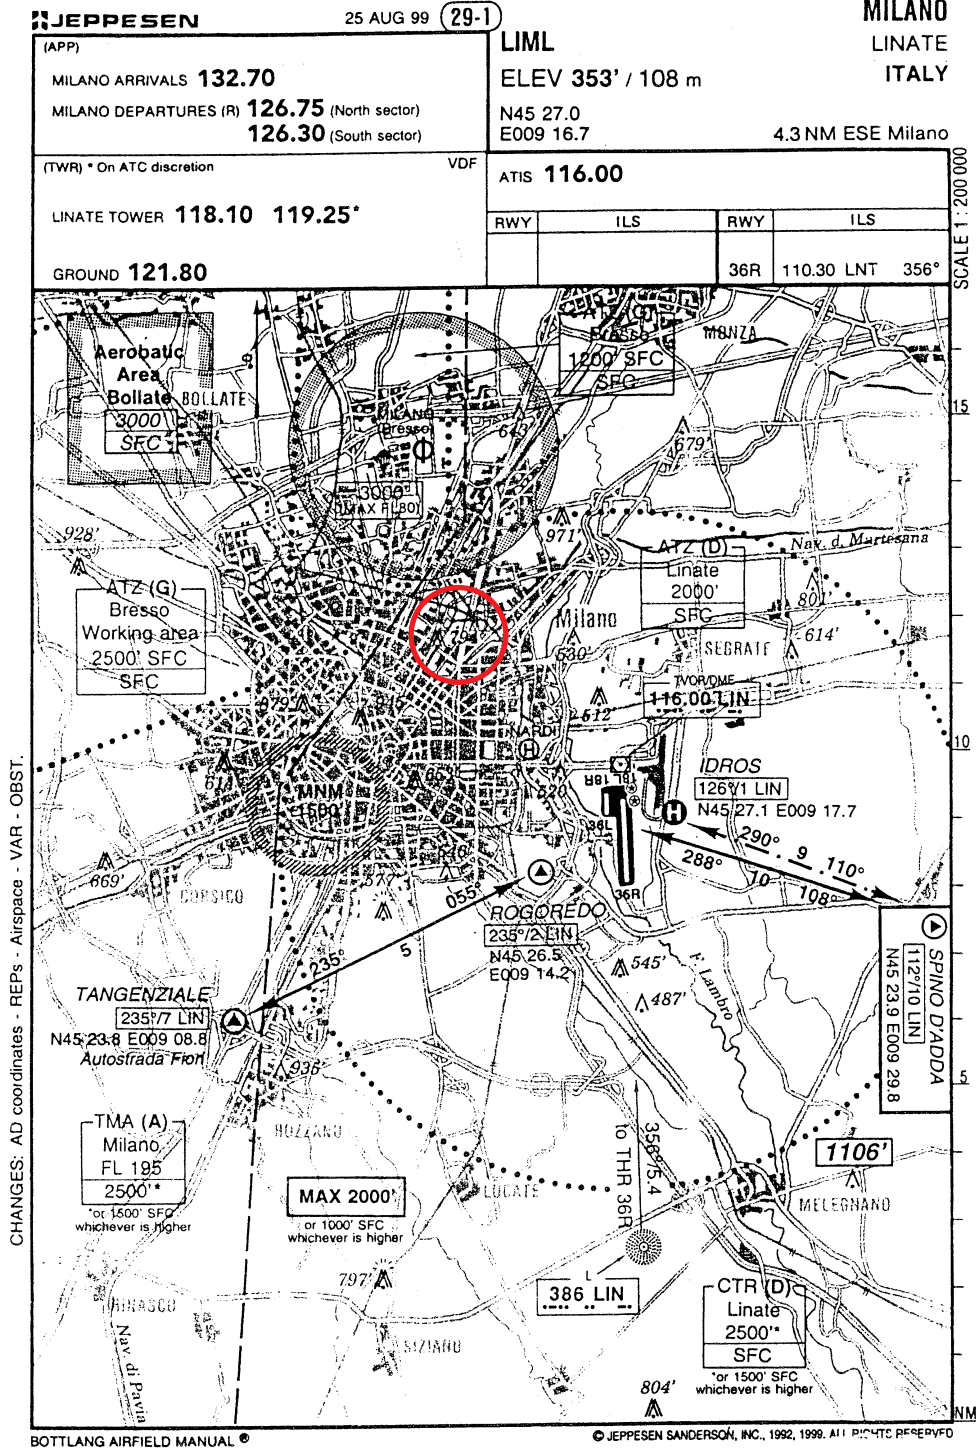 JEPPESEN 25 AUG 99 29-1
MILANO
LINATE
ITALY
(APP)
MILANO ARRIVALS 132.70
MILANO DEPARTURES (R) 126.75 (North sector)
126.30 (South sector)
LIML
ELEV 353' / 108 m
N45 27.0
E009 16.7
4.3 NM ESE Milano
(TWR) * On ATC discretion VDF
LINATE TOWER 118.10 119.25*
GROUND 121.80
ATIS 116.00
RWY ILS RWY ILS
36R 110.30 LNT 356°
SCALE 1 : 200 000
Aerobatic
Area
Bollate
3000'
SFC
BOLLATE
ATZ (G)
Bresso
1200' SFC
SFC
MONZA
MILANO
(Bresso)
643'
679'
15
3000'
(MAX FL80)
971'
928'
Nav. d. Martesana
ATZ (D)
Linate
2000'
SFC
801'
ATZ (G)
Bresso
Working area
2500' SFC
SFC
Milano
530'
614'
SEGRATE
TVOR/DME
116.00 LIN
512'
NARDI
H
10
MNM
1500'
520'
18L
18R
IDROS
126°/1 LIN
N45 27.1 E009 17.7
H
36L
36R
290° 9 110°
288° 10 108°
669'
CORSICO
577'
055°
235°
5
ROGOREDO
235°/2 LIN
N45 26.5
E009 14.2
545'
487'
F. Lambro
SPINO D'ADDA
112°/10 LIN
N45 23.9 E009 29.8
TANGENZIALE
235°/7 LIN
N45 23.8 E009 08.8
Autostrada Fiori
938'
5
ROZZANO
TMA (A)
Milano
FL 195
2500'*
*or 1500' SFC
whichever is higher
MAX 2000'
or 1000' SFC
whichever is higher
LOCATE
356°/5.4
to THR 36R
1106'
MELEGNANO
797'
L
386 LIN
CTR (D)
Linate
2500'*
SFC
*or 1500' SFC
whichever is higher
BINASCO
Nav. di Pavia
SIZIANO
804'
NM
CHANGES: AD coordinates - REPs - Airspace - VAR - OBST.
BOTTLANG AIRFIELD MANUAL ®
© JEPPESEN SANDERSON, INC., 1992, 1999. ALL RIGHTS RESERVED